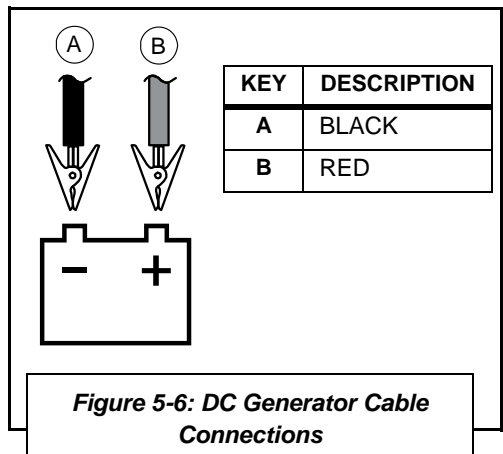 A B
KEY DESCRIPTION
A BLACK
B RED
− +
Figure 5-6: DC Generator Cable
Connections